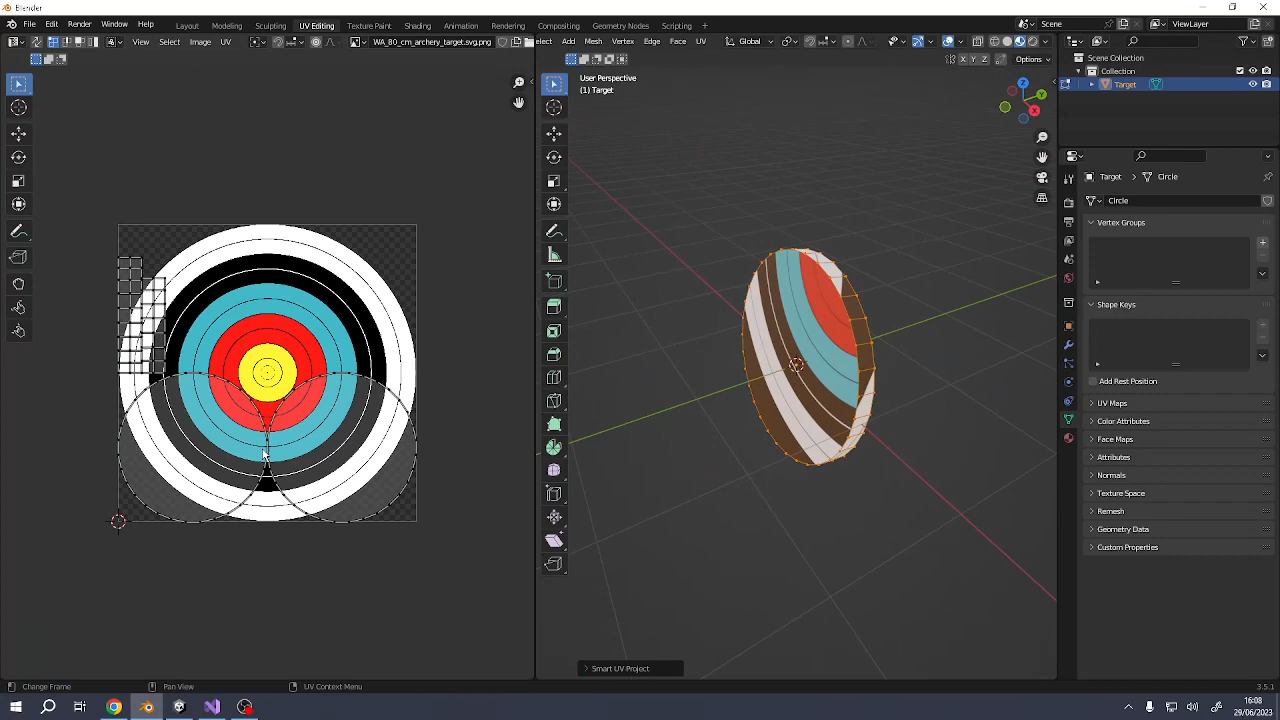 Blender
File Edit Render Window Help Layout Modeling Sculpting UV Editing Texture Paint Shading Animation Rendering Compositing Geometry Nodes Scripting + Scene ViewLayer
View Select Image UV WA_80_cm_archery_target.svg.png elect Add Mesh Vertex Edge Face UV Global
X Y Z Options
User Perspective
(1) Target
Scene Collection
Collection
Target
Target Circle
Circle
Vertex Groups
Shape Keys
Add Rest Position
UV Maps
Color Attributes
Face Maps
Attributes
Normals
Texture Space
Remesh
Geometry Data
Custom Properties
Smart UV Project
Change Frame Pan View UV Context Menu 3.5.1
16:08
29/06/2023